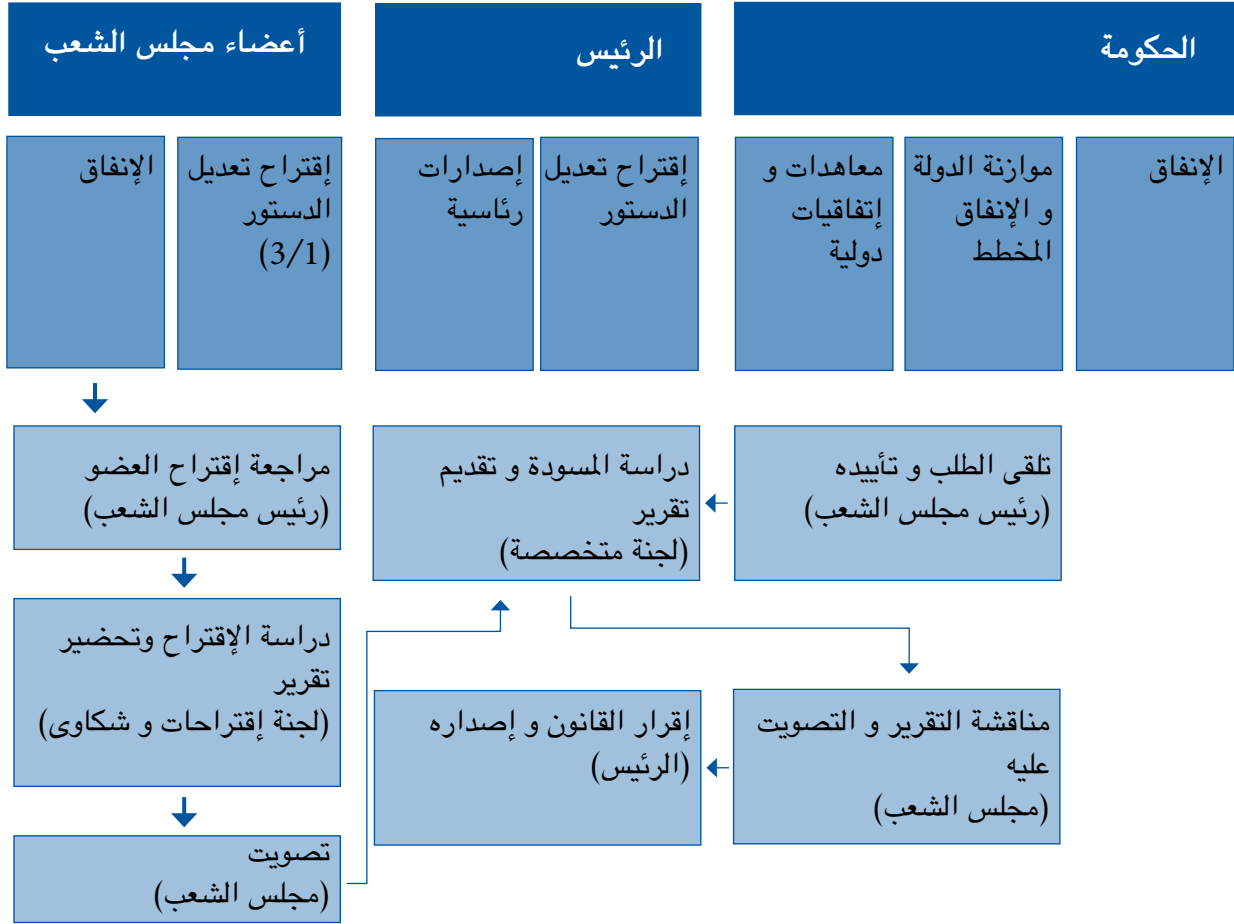 الحكومة
الرئيس
أعضاء مجلس الشعب
الإنفاق
موازنة الدولة
و الإنفاق
المخطط
معاهدات و
إتفاقيات
دولية
إقتراح تعديل
الدستور
إصدارات
رئاسية
إقتراح تعديل
الدستور
(3/1)
الإنفاق
تلقى الطلب و تأييده
(رئيس مجلس الشعب)
دراسة المسودة و تقديم
تقرير
(لجنة متخصصة)
مراجعة إقتراح العضو
(رئيس مجلس الشعب)
دراسة الإقتراح وتحضير
تقرير
(لجنة إقتراحات و شكاوى)
مناقشة التقرير و التصويت
عليه
(مجلس الشعب)
إقرار القانون و إصداره
(الرئيس)
تصويت
(مجلس الشعب)